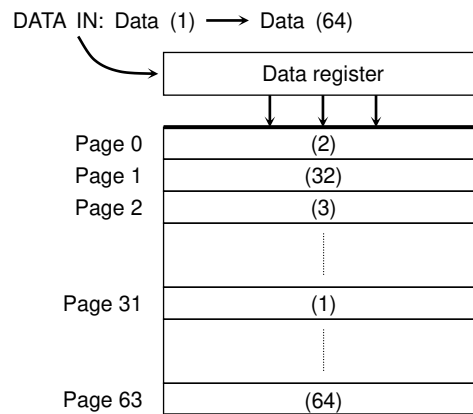 DATA IN: Data (1) Data (64)
Data register
Page 0 (2)
Page 1 (32)
Page 2 (3)
Page 31 (1)
Page 63 (64)